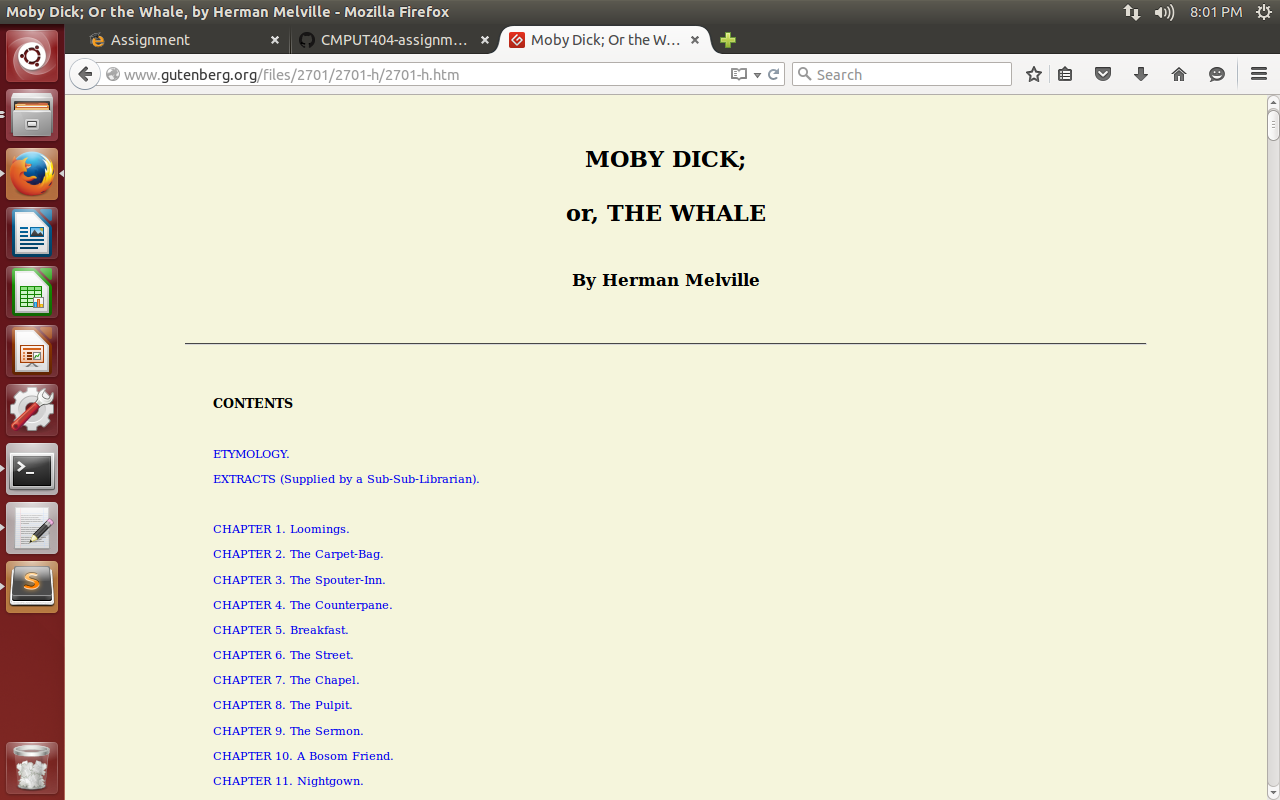 Moby Dick; Or the Whale, by Herman Melville - Mozilla Firefox
8:01 PM
Assignment
CMPUT404-assignm...
Moby Dick; Or the W...
www.gutenberg.org/files/2701/2701-h/2701-h.htm
Search
MOBY DICK;
or, THE WHALE
By Herman Melville
CONTENTS
ETYMOLOGY.
EXTRACTS (Supplied by a Sub-Sub-Librarian).
CHAPTER 1. Loomings.
CHAPTER 2. The Carpet-Bag.
CHAPTER 3. The Spouter-Inn.
CHAPTER 4. The Counterpane.
CHAPTER 5. Breakfast.
CHAPTER 6. The Street.
CHAPTER 7. The Chapel.
CHAPTER 8. The Pulpit.
CHAPTER 9. The Sermon.
CHAPTER 10. A Bosom Friend.
CHAPTER 11. Nightgown.